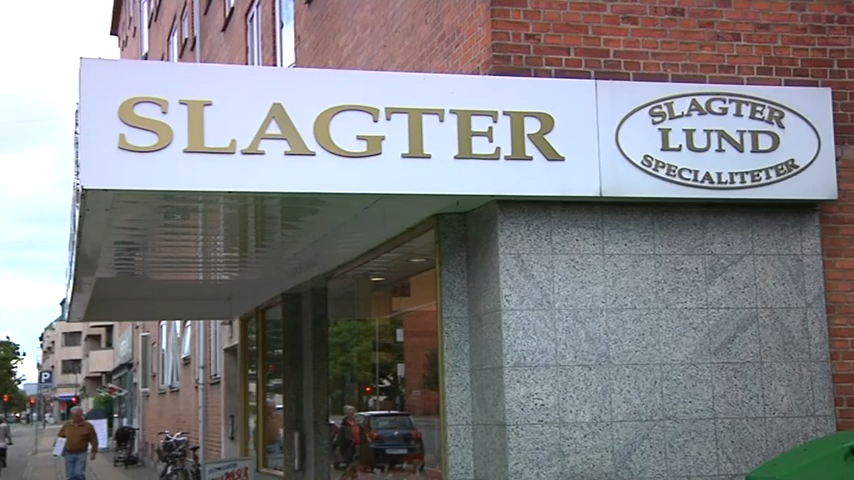 SLAGTER
SLAGTER
LUND
SPECIALITETER
P